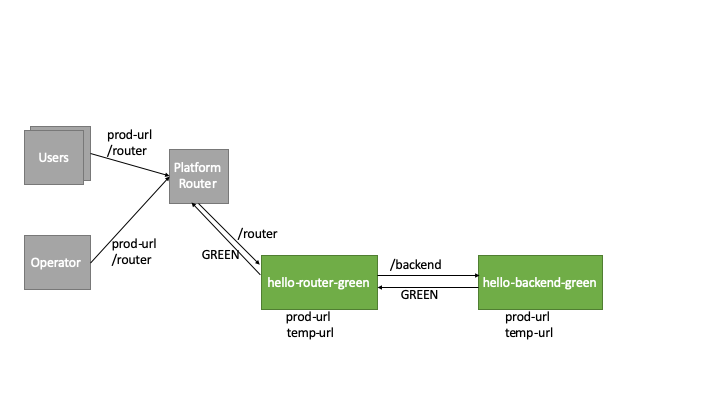 prod-url
/router
Users
Platform
Router
prod-url
/router
Operator
/router
GREEN
hello-router-green
/backend
GREEN
hello-backend-green
prod-url
temp-url
prod-url
temp-url